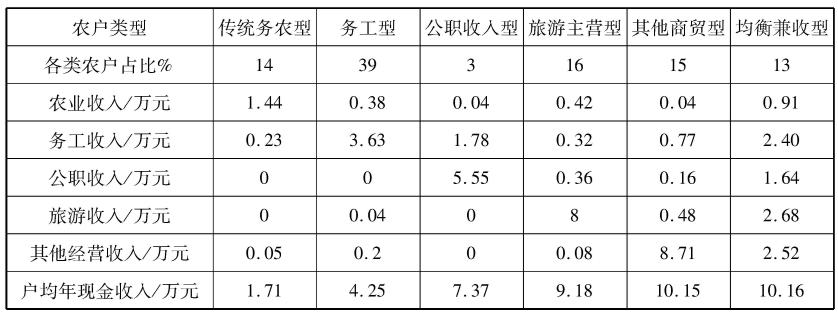 农户类型 传统务农型 务工型 公职收入型 旅游主营型 其他商贸型 均衡兼收型
各类农户占比% 14 39 3 16 15 13
农业收入/万元 1.44 0.38 0.04 0.42 0.04 0.91
务工收入/万元 0.23 3.63 1.78 0.32 0.77 2.40
公职收入/万元 0 0 5.55 0.36 0.16 1.64
旅游收入/万元 0 0.04 0 8 0.48 2.68
其他经营收入/万元 0.05 0.2 0 0.08 8.71 2.52
户均年现金收入/万元 1.71 4.25 7.37 9.18 10.15 10.16